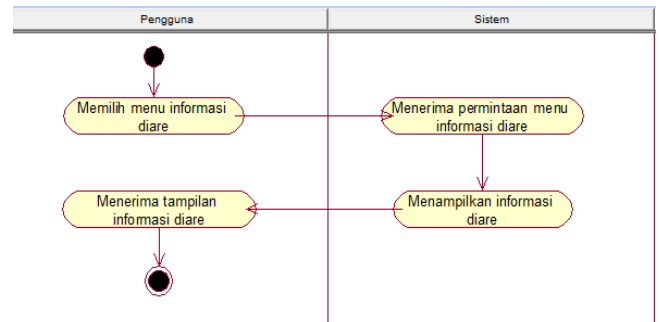 Pengguna
Sistem
Memilih menu informasi
diare
Menerima permintaan menu
informasi diare
Menerima tampilan
informasi diare
Menampilkan informasi
diare